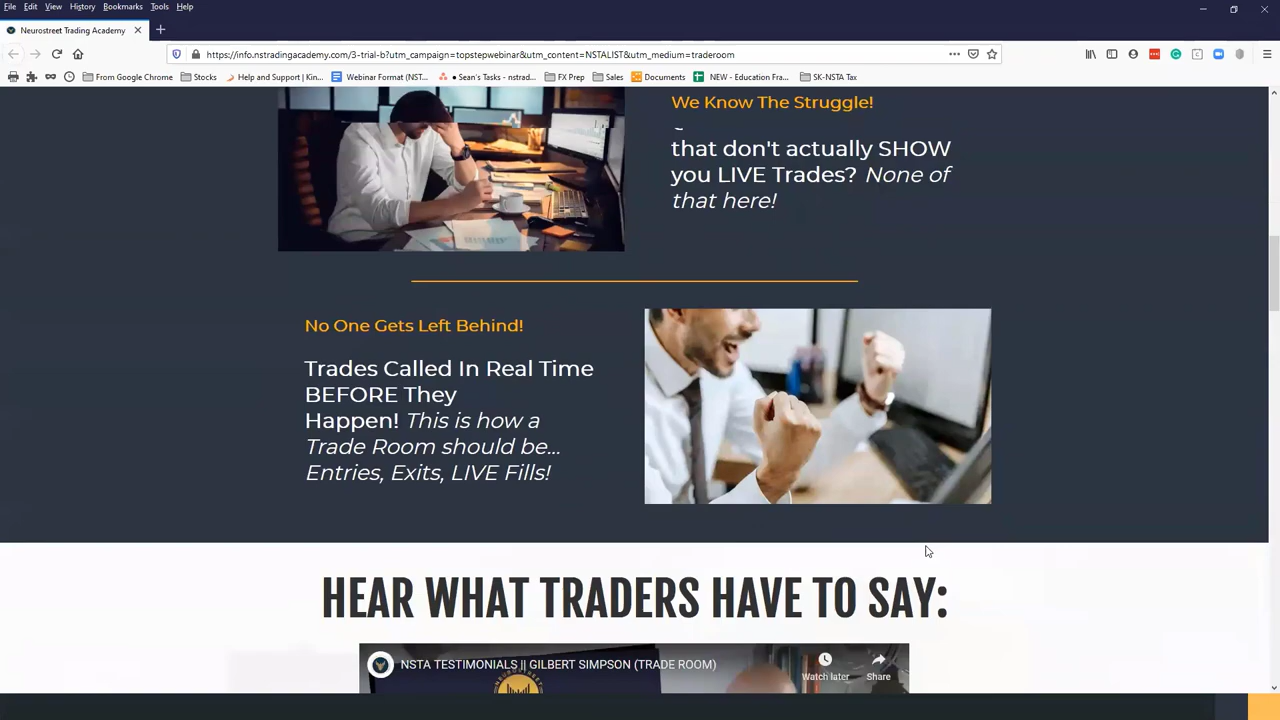 File Edit View History Bookmarks Tools Help
Neurostreet Trading Academy
https://info.nstradingacademy.com/3-trial-b?utm_campaign=topstepwebinar&utm_content=NSTALIST&utm_medium=traderom
From Google Chrome Stocks Help and Support | Kin... Webinar Format (NST... • Sean's Tasks - nstrad... FX Prep Sales Documents NEW - Education Fra... SK-NSTA Tax
We Know The Struggle!
that don't actually SHOW
you LIVE Trades? None of
that here!
No One Gets Left Behind!
Trades Called In Real Time
BEFORE They
Happen! This is how a
Trade Room should be...
Entries, Exits, LIVE Fills!
HEAR WHAT TRADERS HAVE TO SAY:
NSTA TESTIMONIALS || GILBERT SIMPSON (TRADE ROOM)
Watch later Share